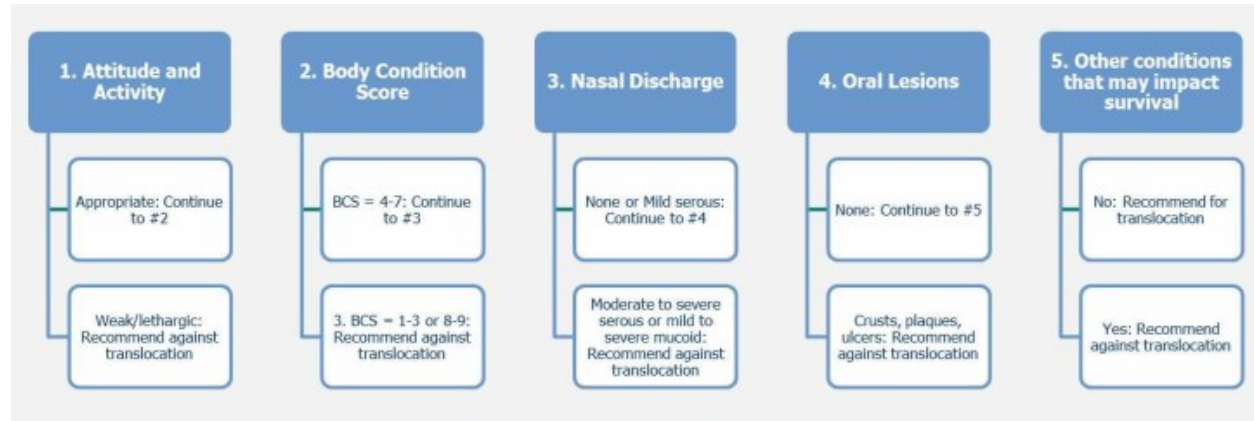 1. Attitude and
Activity
Appropriate: Continue
to #2
Weak/lethargic:
Recommend against
translocation
2. Body Condition
Score
BCS = 4-7: Continue
to #3
3. BCS = 1-3 or 8-9:
Recommend against
translocation
3. Nasal Discharge
None or Mild serous:
Continue to #4
Moderate to severe
serous or mild to
severe mucoid:
Recommend against
translocation
4. Oral Lesions
None: Continue to #5
Crusts, plaques,
ulcers: Recommend
against translocation
5. Other conditions
that may impact
survival
No: Recommend for
translocation
Yes: Recommend
against translocation